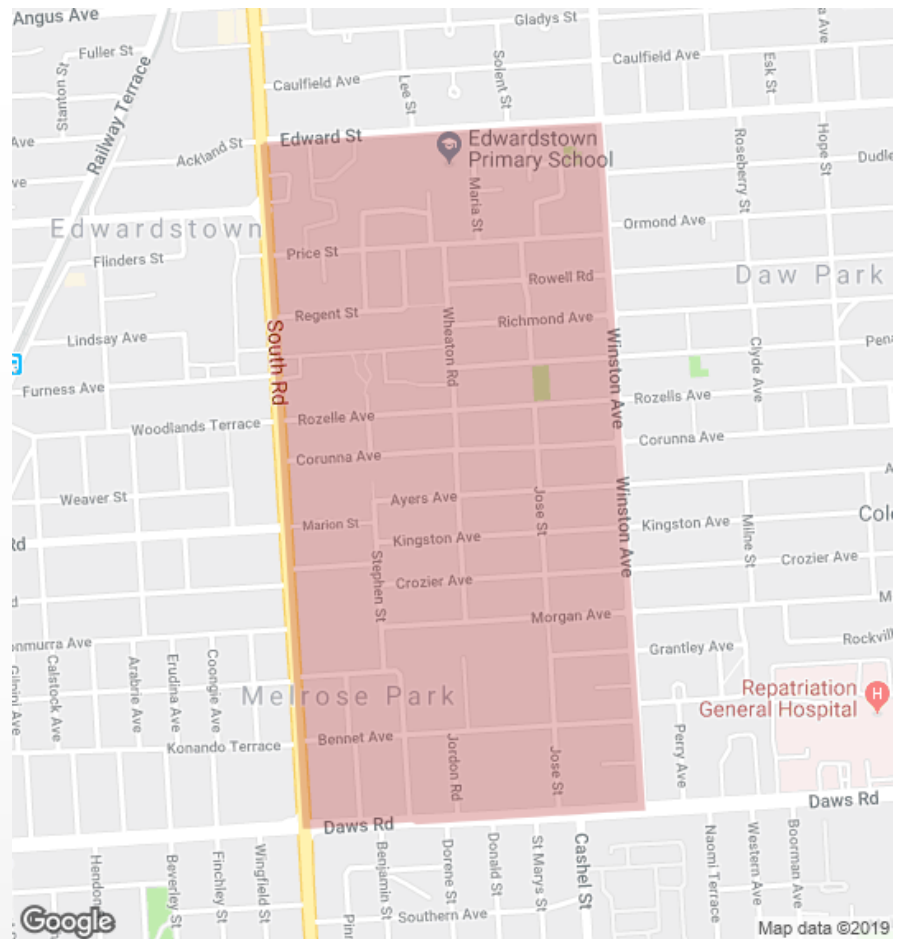 Angus Ave
Gladys St
Fuller St
Stanton St
Railway Terrace
Caulfield Ave
Lee St
Solent St
Caulfield Ave
Esk St
a Ave
Ave
Ackland St
Edward St
Edwardstown
Primary School
Roseberry St
Hope St
Dudle
ve
Maria St
Edwardstown
Ormond Ave
Price St
Flinders St
Rowell Rd
Daw Park
Regent St
Wheaton Rd
Richmond Ave
South Rd
Winston Ave
Lindsay Ave
Clyde Ave
Pena
Furness Ave
Rozelle Ave
Rozells Ave
Woodlands Terrace
Corunna Ave
Corunna Ave
Weaver St
Ayers Ave
Jose St
Winston Ave
A
Marion St
Kingston Ave
Milne St
Colo
Rd
Kingston Ave
Stephen St
Crozier Ave
Crozier Ave
d
Morgan Ave
M
onmurra Ave
Grantley Ave
Rockvill
Gilpini Ave
Calstock Ave
Arabrie Ave
Erudina Ave
Coongie Ave
Melrose Park
Repatriation
General Hospital
H
Konando Terrace
Bennet Ave
Jordon Rd
Jose St
Perry Ave
Daws Rd
Daws Rd
Hendon
Beverley St
Finchley St
Wingfield St
Benjamin St
Dorene St
Donald St
St Marys St
Cashel St
Naomi Terrace
Western Ave
Boorman Ave
Pinn
Southern Ave
Google
Map data ©2019